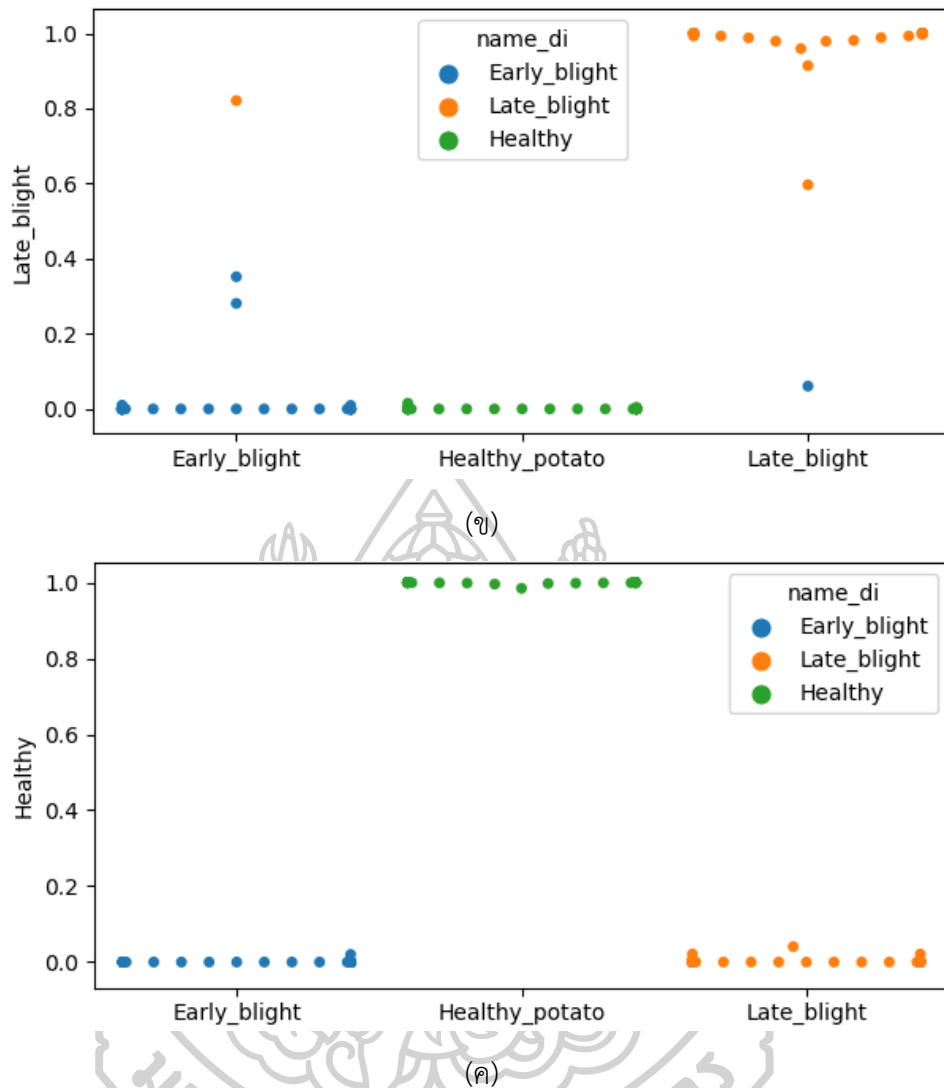 1.0
0.8
0.6
0.4
0.2
0.0
Late_blight
name_di
Early_blight
Late_blight
Healthy
Early_blight Healthy_potato Late_blight
(ข)
1.0
0.8
0.6
0.4
0.2
0.0
Healthy
name_di
Early_blight
Late_blight
Healthy
Early_blight Healthy_potato Late_blight
(ค)